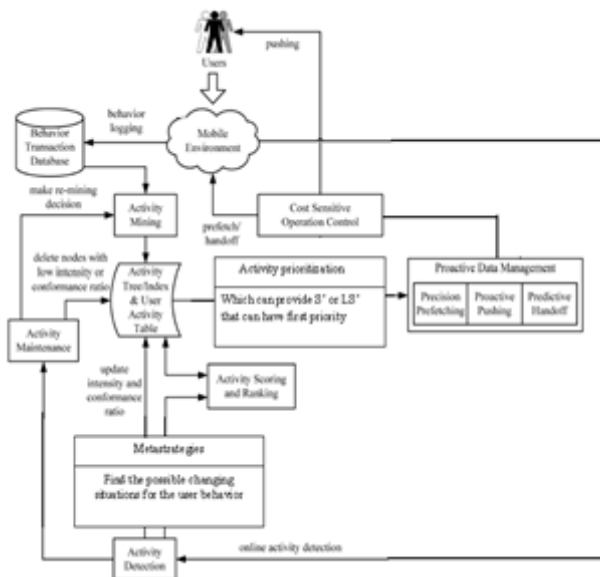 pushing
Users
behavior
logging
Behavior
Transaction
Database
Mobile
Environment
make re-mining
decision
Activity
Mining
prefetch/
handoff
Cost Sensitive
Operation Control
delete nodes with
low intensity or
conformance ratio
Activity
Tree/Index
& User
Activity
Table
Activity prioritization
Which can provide S' or LS'
that can have first priority
Proactive Data Management
Precision
Prefetching
Proactive
Pushing
Predictive
Handoff
Activity
Maintenance
update
intensity and
conformance
ratio
Activity Scoring
and Ranking
Metastrategies
Find the possible changing
situations for the user behavior
Activity
Detection
online activity detection